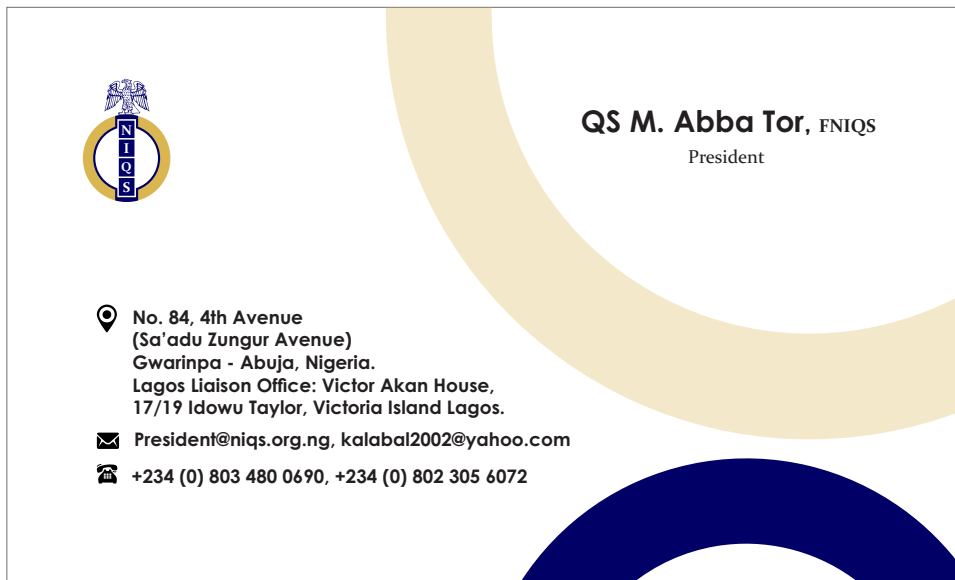 N
I
Q
S
QS M. Abba Tor, FNIQS
President
No. 84, 4th Avenue
(Sa’adu Zungur Avenue)
Gwarinpa - Abuja, Nigeria.
Lagos Liaison Office: Victor Akan House,
17/19 Idowu Taylor, Victoria Island Lagos.
President@niqs.org.ng, kalabal2002@yahoo.com
+234 (0) 803 480 0690, +234 (0) 802 305 6072